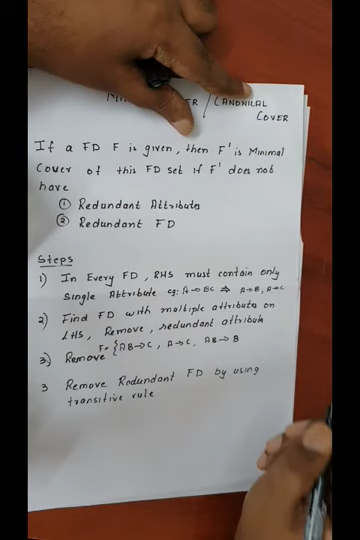 / CANONICAL
COVER
If a FD F is given, then F' is Minimal
Cover of this FD set if F' does not
have
① Redundant Attributes
② Redundant FD
Steps
1) In Every FD, RHS must contain only
Single Attribute eg: A→BC ⇒ A→B, A→C
2) Find FD with multiple attributes on
LHS, Remove, redundant attribute
F= {AB→C, A→C, AB→B
3) Remove
3 Remove Redundant FD by using
transitive rule